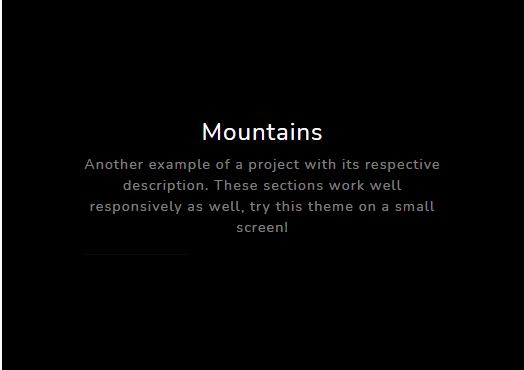 Mountains
Another example of a project with its respective
description. These sections work well
responsively as well, try this theme on a small
screen!